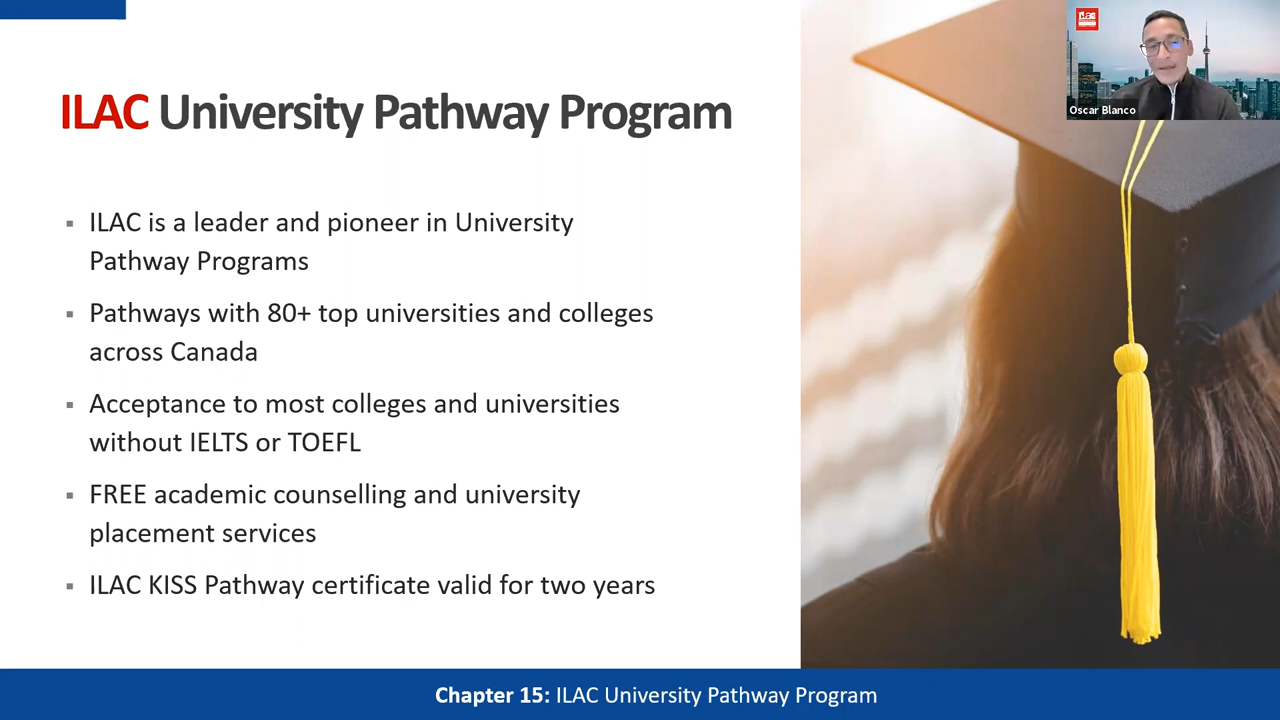 ILAC University Pathway Program
ILAC is a leader and pioneer in University
Pathway Programs
Pathways with 80+ top universities and colleges
across Canada
Acceptance to most colleges and universities
without IELTS or TOEFL
FREE academic counselling and university
placement services
ILAC KISS Pathway certificate valid for two years
ilac
Oscar Blanco
Chapter 15: ILAC University Pathway Program